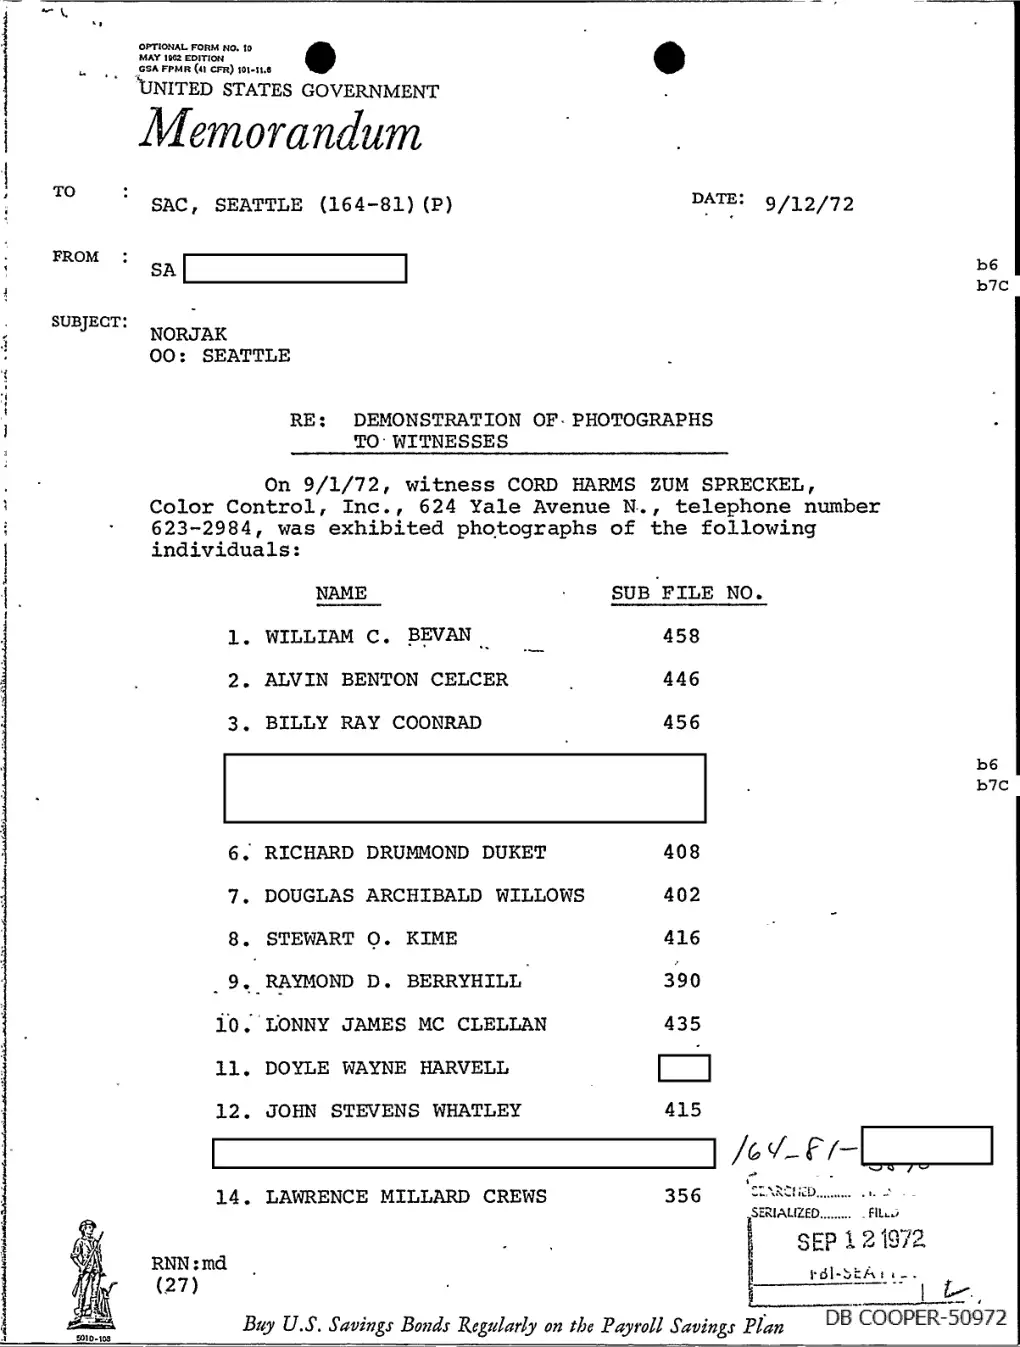 OPTIONAL FORM NO. 10
MAY 1962 EDITION
GSA FPMR (41 CFR) 101-11.6
UNITED STATES GOVERNMENT
Memorandum
TO : SAC, SEATTLE (164-81)(P) DATE: 9/12/72
FROM : SA
b6
b7C
SUBJECT: NORJAK
OO: SEATTLE
RE: DEMONSTRATION OF PHOTOGRAPHS
TO WITNESSES
On 9/1/72, witness CORD HARMS ZUM SPRECKEL,
Color Control, Inc., 624 Yale Avenue N., telephone number
623-2984, was exhibited photographs of the following
individuals:
NAME SUB FILE NO.
1. WILLIAM C. BEVAN 458
2. ALVIN BENTON CELCER 446
3. BILLY RAY COONRAD 456
b6
b7C
6. RICHARD DRUMMOND DUKET 408
7. DOUGLAS ARCHIBALD WILLOWS 402
8. STEWART O. KIME 416
9. RAYMOND D. BERRYHILL 390
10. LONNY JAMES MC CLELLAN 435
11. DOYLE WAYNE HARVELL
12. JOHN STEVENS WHATLEY 415
164-81-
14. LAWRENCE MILLARD CREWS 356
SEARCHED..........
SERIALIZED......... FILED
SEP 12 1972
FBI-SEATTLE
RNN:md
(27)
5010-108
Buy U.S. Savings Bonds Regularly on the Payroll Savings Plan
DB COOPER-50972